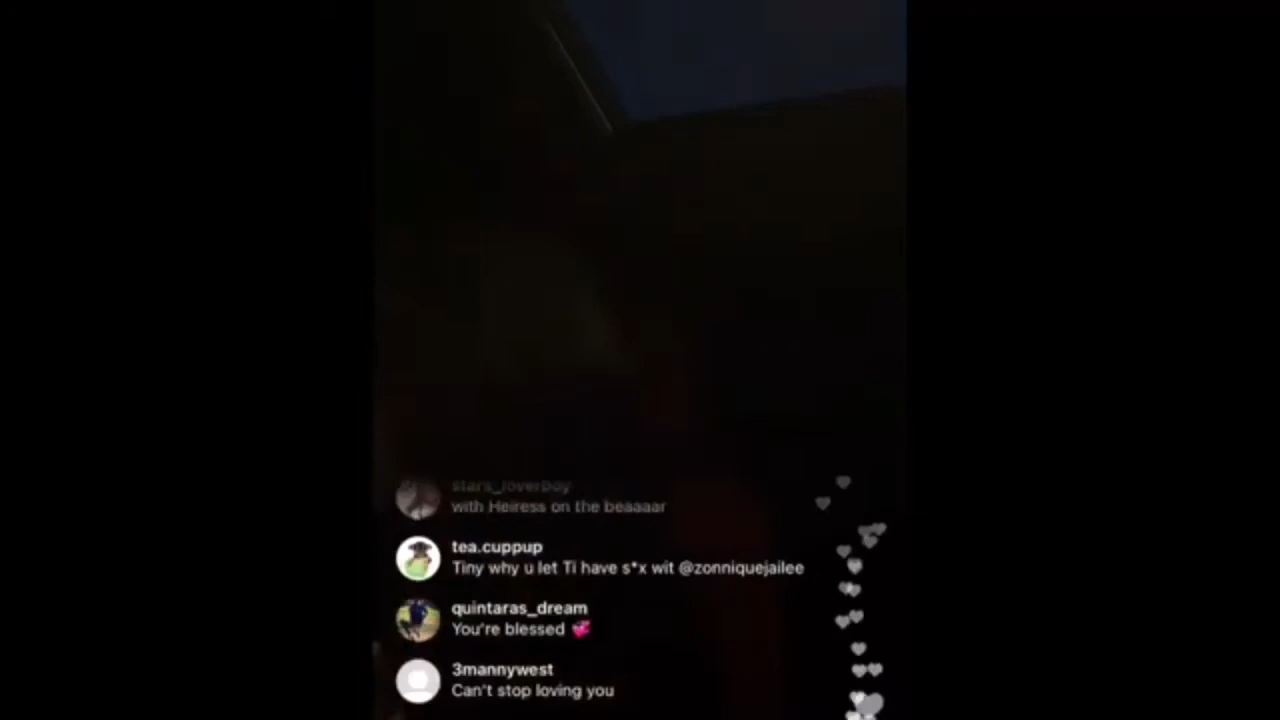 stars_loverboy
with Heiress on the beaaaar
tea.cuppup
Tiny why u let Ti have s*x wit @zonniquejailee
quintaras_dream
You're blessed 💞
3mannywest
Can't stop loving you